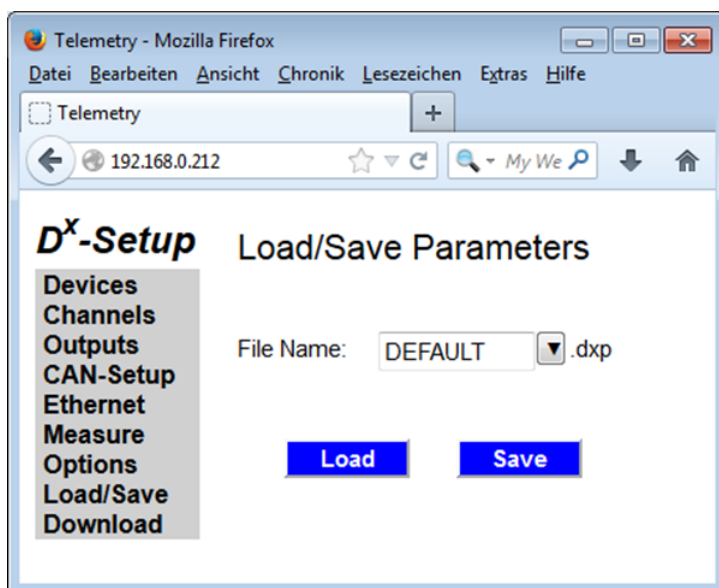 Telemetry - Mozilla Firefox
Datei Bearbeiten Ansicht Chronik Lesezeichen Extras Hilfe
Telemetry
192.168.0.212
My We
Dx-Setup
Load/Save Parameters
Devices
Channels
Outputs
CAN-Setup
Ethernet
Measure
Options
Load/Save
Download
File Name: DEFAULT .dxp
Load Save